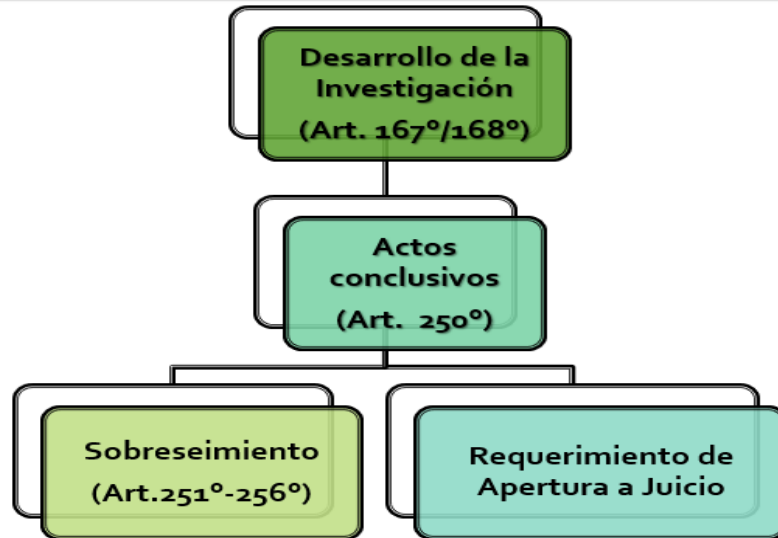 Desarrollo de la
Investigación
(Art. 167º/168º)
Actos
conclusivos
(Art. 250º)
Sobreseimiento
(Art.251º-256º)
Requerimiento de
Apertura a Juicio